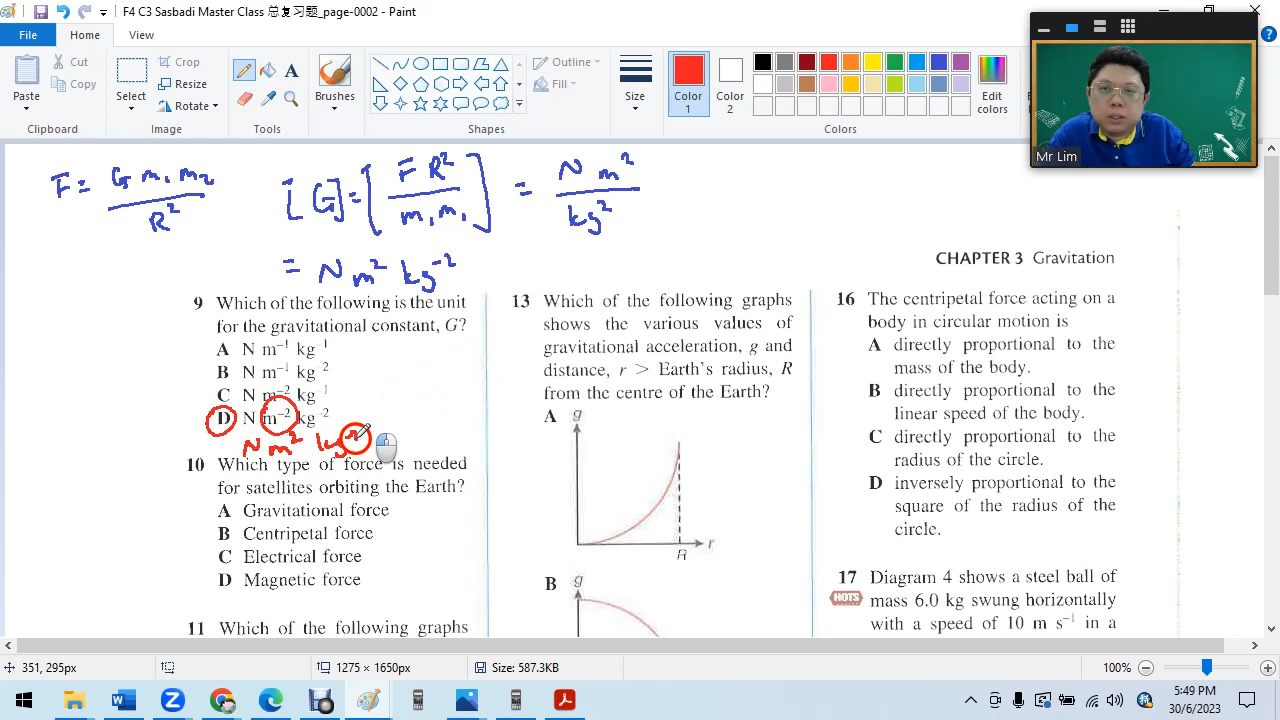 F4 C3 Sasbadi Master Class 总复习题_page-0002 - Paint
File Home View
Paste Cut Copy Clipboard
Select Crop Resize Rotate Image
Tools
Brushes
Shapes Outline Fill
Size
Color 1 Color 2 Colors Edit colors
Mr Lim
F = G m₁ m₂ / R²
[G] = [F R² / m₁ m₁] = N m² / kg²
= N m² kg⁻²
CHAPTER 3 Gravitation
9 Which of the following is the unit
for the gravitational constant, G?
A N m⁻¹ kg⁻¹
B N m⁻¹ kg⁻²
C N m⁻² kg⁻¹
D N m⁻² kg⁻²
N m² kg⁻²
10 Which type of force is needed
for satellites orbiting the Earth?
A Gravitational force
B Centripetal force
C Electrical force
D Magnetic force
11 Which of the following graphs
13 Which of the following graphs
shows the various values of
gravitational acceleration, g and
distance, r > Earth's radius, R
from the centre of the Earth?
A g
R r
B g
16 The centripetal force acting on a
body in circular motion is
A directly proportional to the
mass of the body.
B directly proportional to the
linear speed of the body.
C directly proportional to the
radius of the circle.
D inversely proportional to the
square of the radius of the
circle.
17 Diagram 4 shows a steel ball of
HOTS mass 6.0 kg swung horizontally
with a speed of 10 m s⁻¹ in a
351, 295px
1275 × 1650px
Size: 587.3KB
100%
5:49 PM
30/6/2023